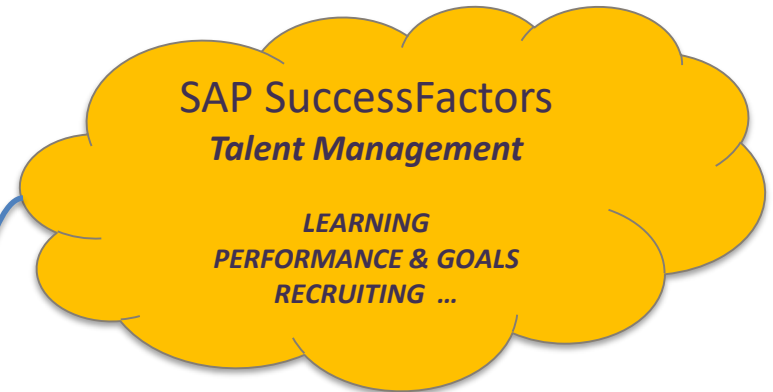 SAP SuccessFactors
Talent Management
LEARNING
PERFORMANCE & GOALS
RECRUITING ...